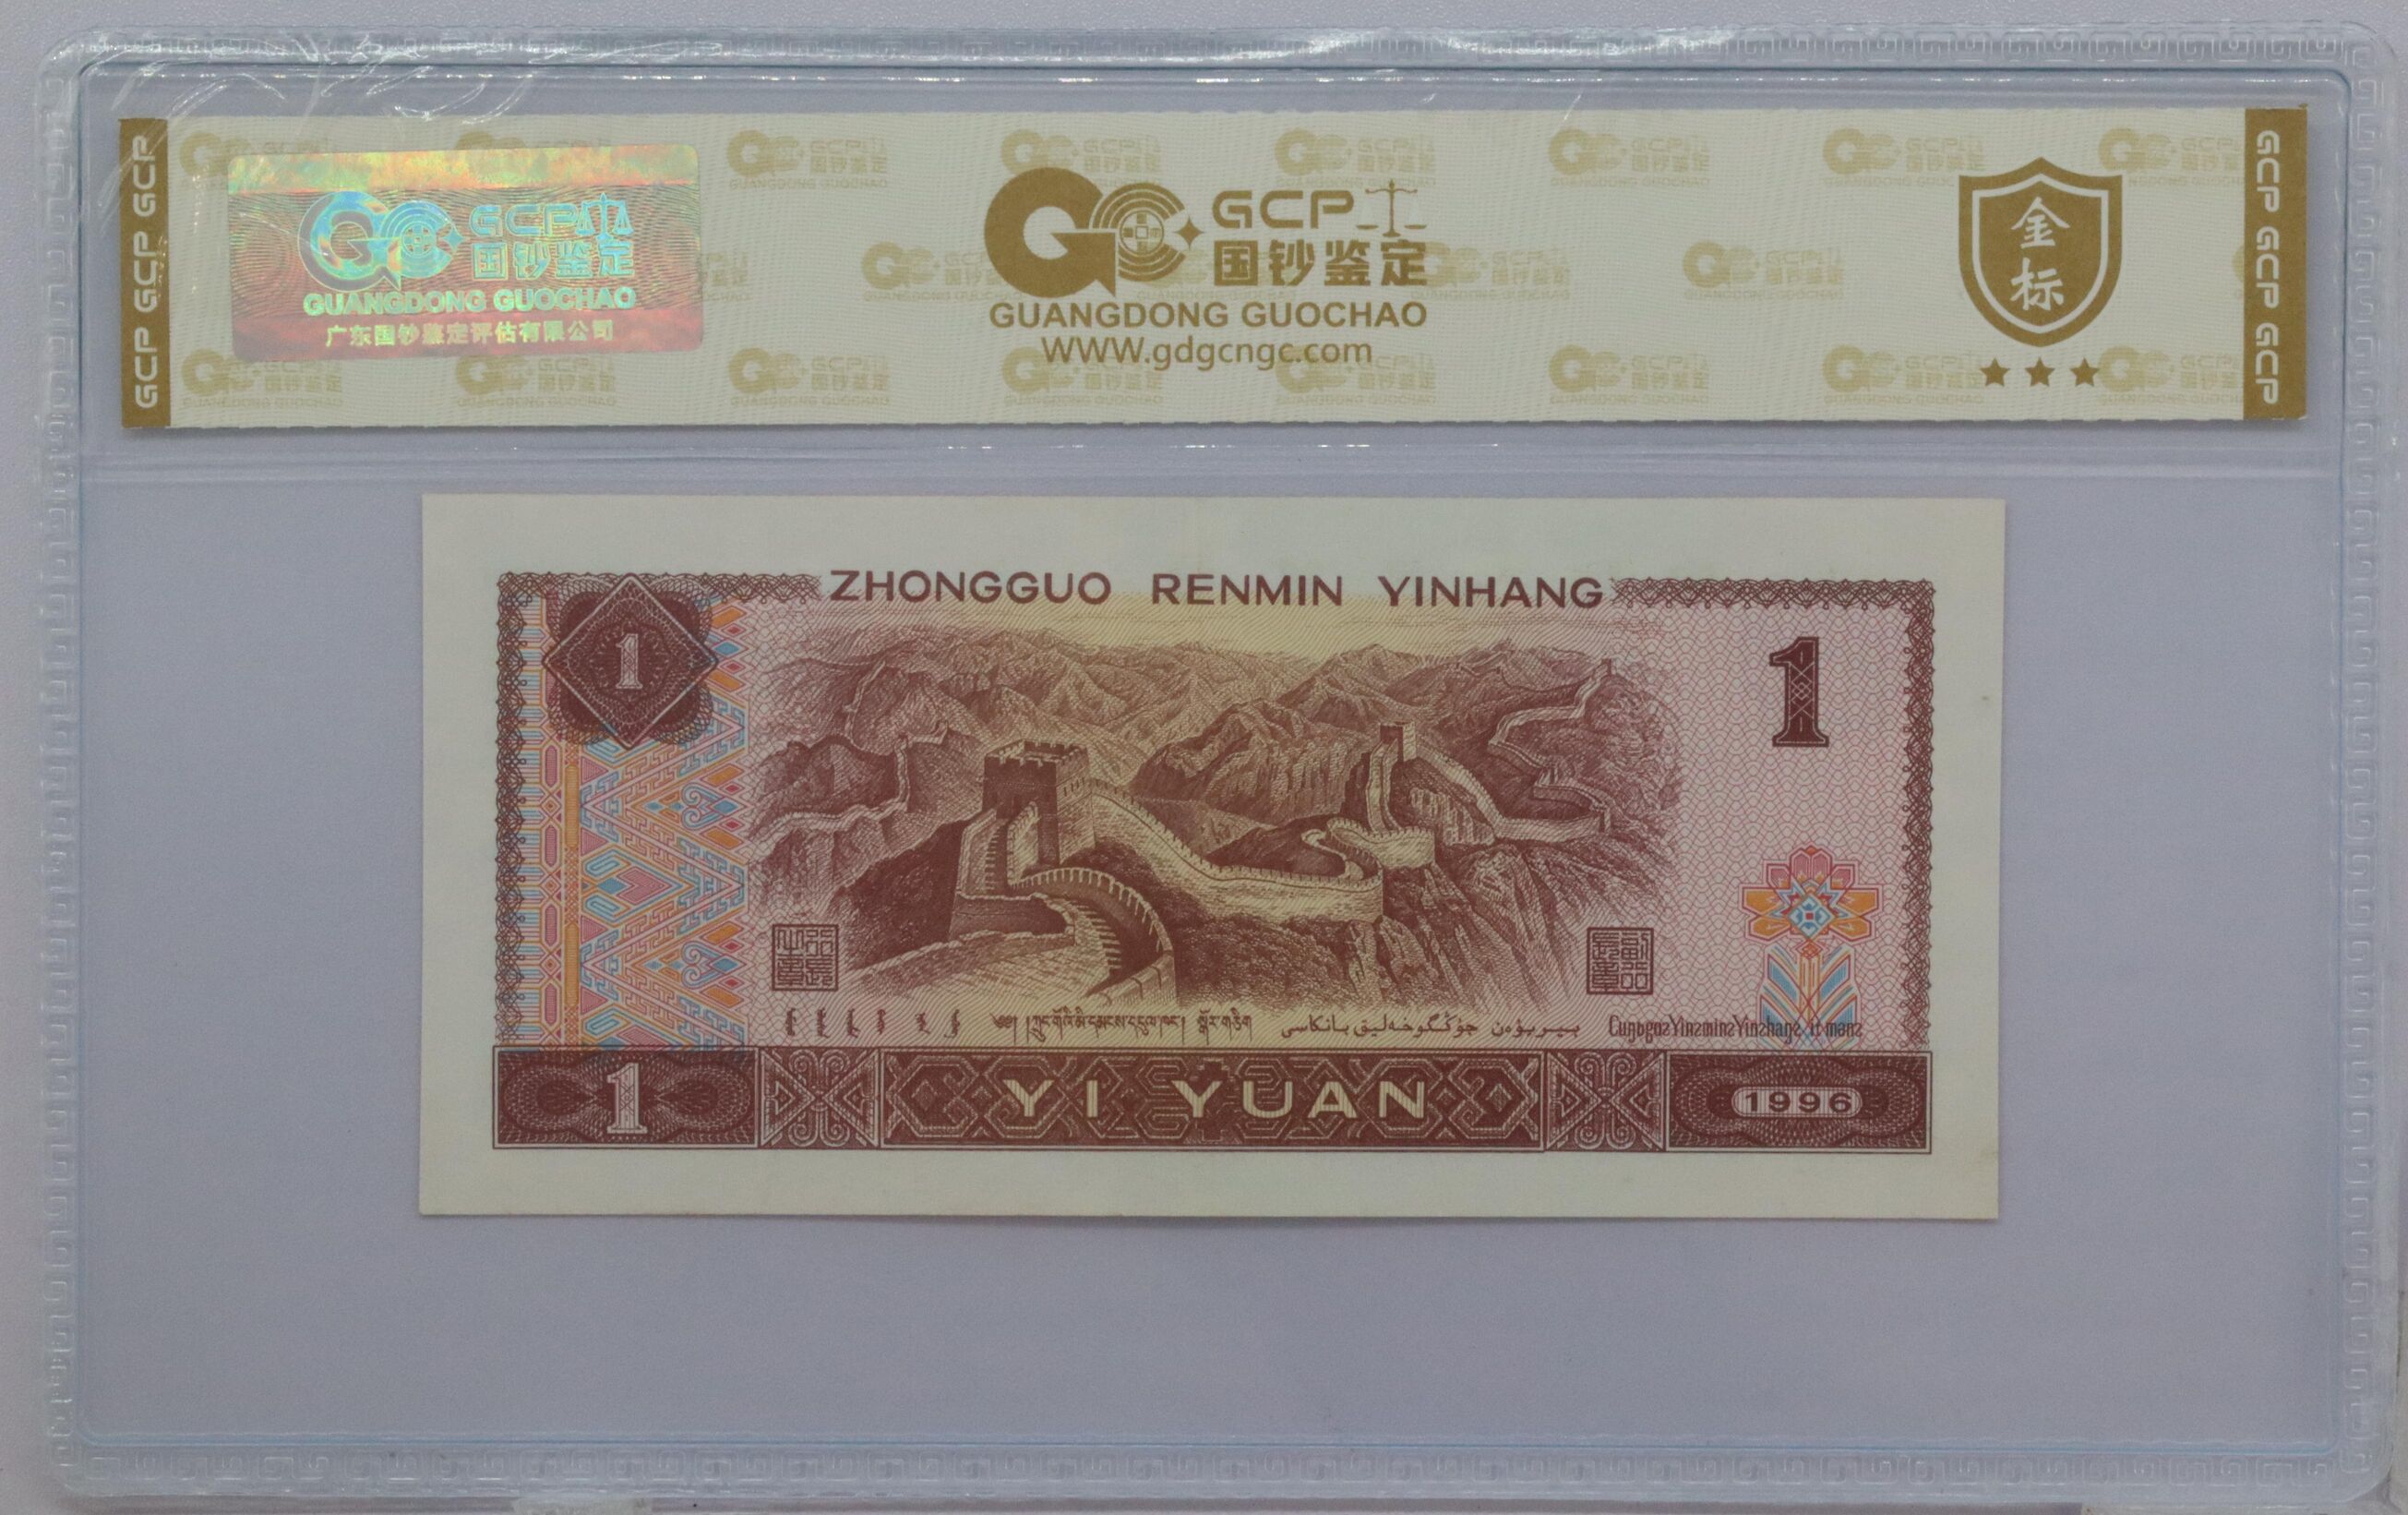 GCP GCP GCP
GCP
国钞鉴定
GUANGDONG GUOCHAO
广东国钞鉴定评估有限公司
GCP
国钞鉴定
GUANGDONG GUOCHAO
WWW.gdgcngc.com
金
标
GCP GCP GCP
ZHONGGUO RENMIN YINHANG
1
1
1
YI YUAN
1996